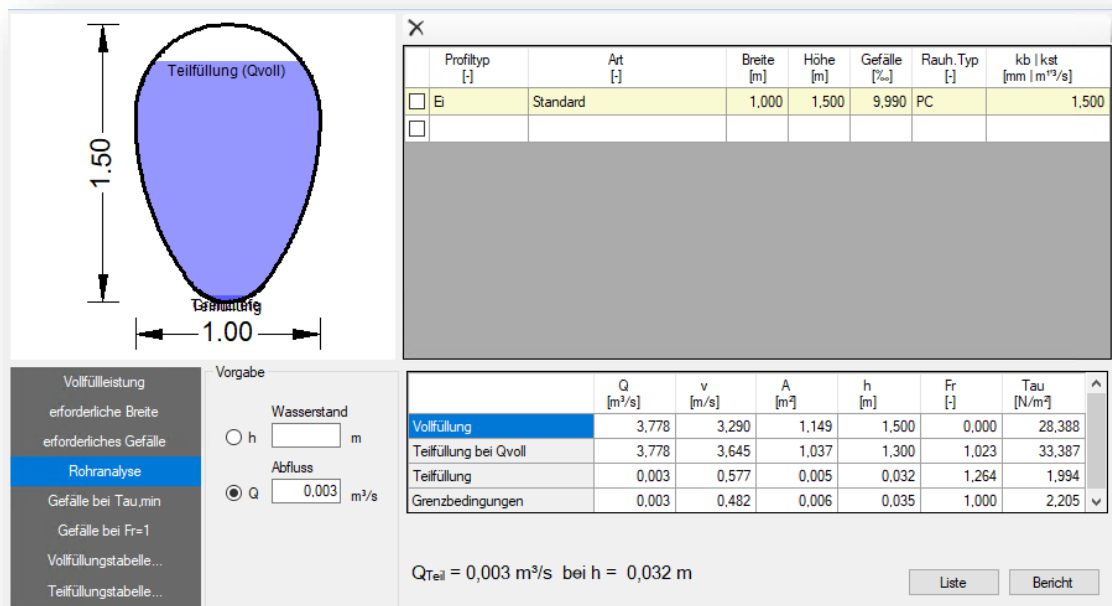 Teilfüllung (Qvoll)
1.50
Teilfüllung
1.00
Profiltyp Art Breite Höhe Gefälle Rauh.Typ kb | kst
[-] [-] [m] [m] [‰] [-] [mm | m¹³/s]
Ei Standard 1,000 1,500 9,990 PC 1,500
Vollfülleistung
erforderliche Breite
erforderliches Gefälle
Rohranalyse
Gefälle bei Tau,min
Gefälle bei Fr=1
Vollfüllungstabelle...
Teilfüllungstabelle...
Vorgabe
Wasserstand
h m
Abfluss
Q 0,003 m³/s
Q v A h Fr Tau
[m³/s] [m/s] [m²] [m] [-] [N/m²]
Vollfüllung 3,778 3,290 1,149 1,500 0,000 28,388
Teilfüllung bei Qvoll 3,778 3,645 1,037 1,300 1,023 33,387
Teilfüllung 0,003 0,577 0,005 0,032 1,264 1,994
Grenzbedingungen 0,003 0,482 0,006 0,035 1,000 2,205
QTeil = 0,003 m³/s bei h = 0,032 m
Liste Bericht